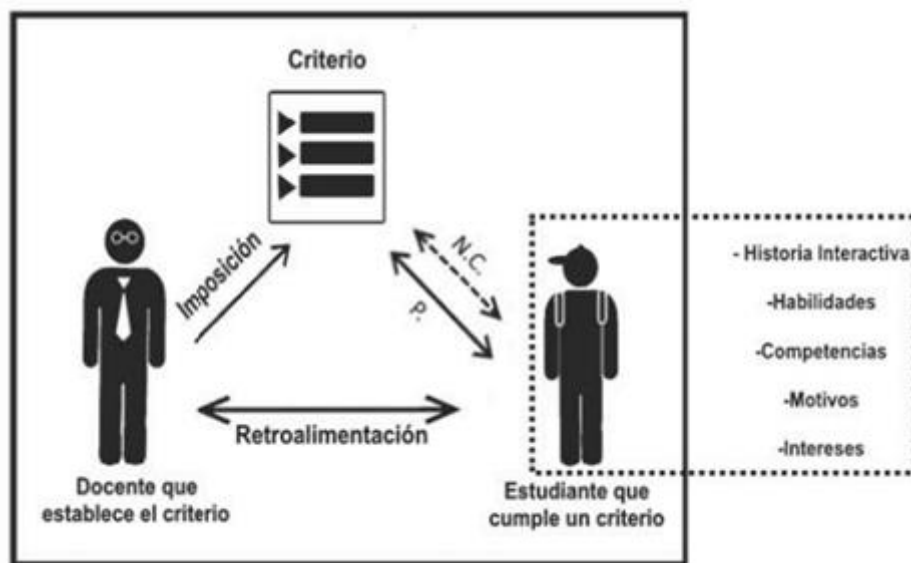 Criterio
Imposición
N.C.
P.
Retroalimentación
Docente que
establece el criterio
Estudiante que
cumple un criterio
- Historia Interactiva
-Habilidades
-Competencias
-Motivos
-Intereses